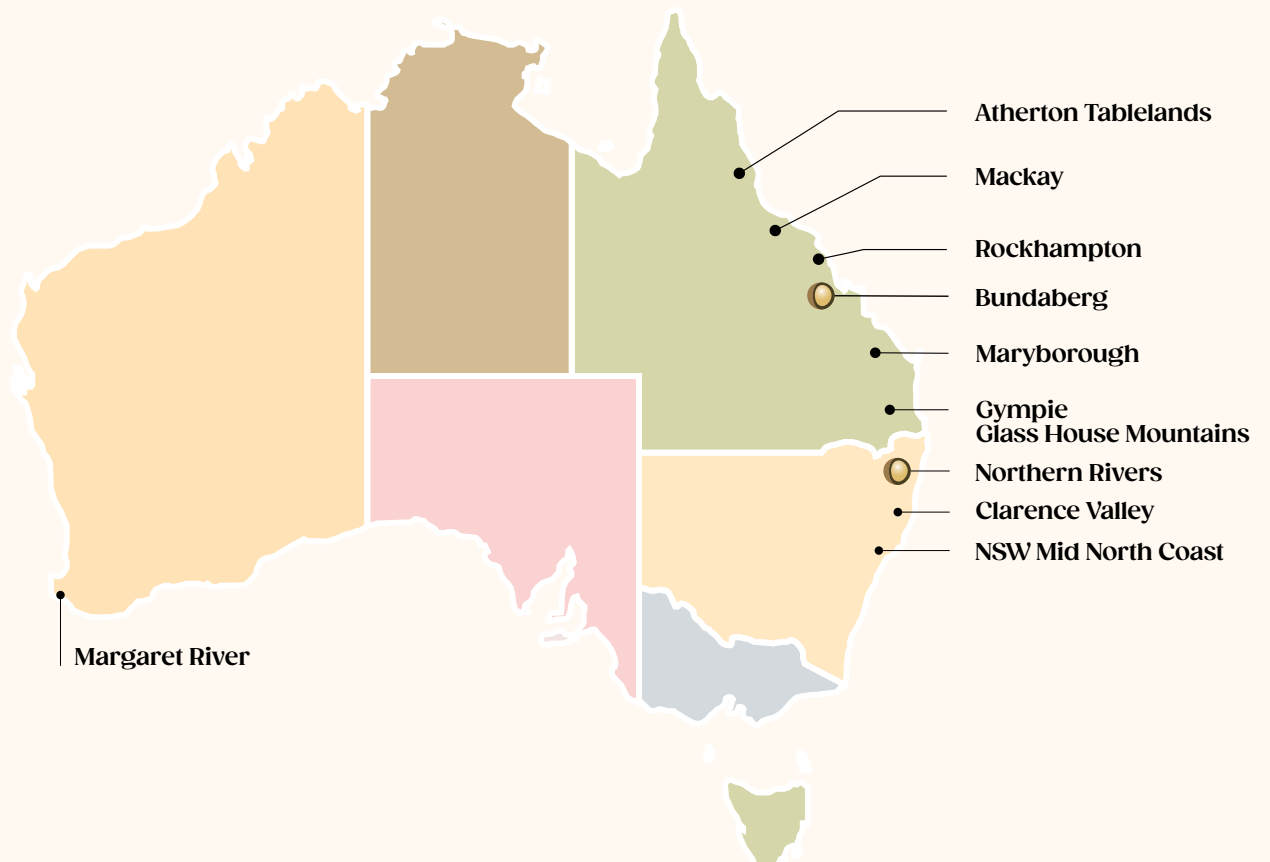 Atherton Tablelands
Mackay
Rockhampton
Bundaberg
Maryborough
Gympie
Glass House Mountains
Northern Rivers
Clarence Valley
NSW Mid North Coast
Margaret River